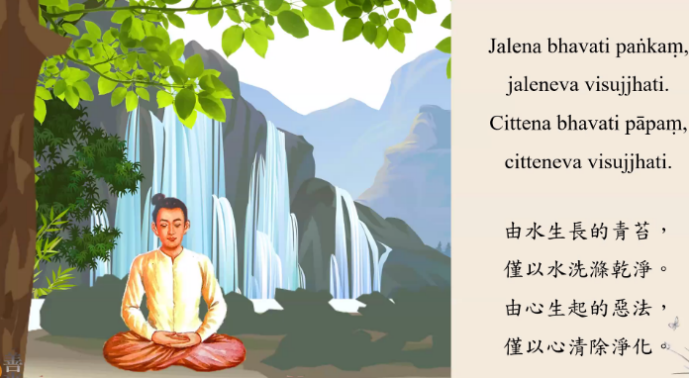 Jalena bhavati paṅkaṃ,
jaleneva visujjhati.
Cittena bhavati pāpaṃ,
citteneva visujjhati.
由水生長的青苔，
僅以水洗滌乾淨。
由心生起的惡法，
僅以心清除淨化。